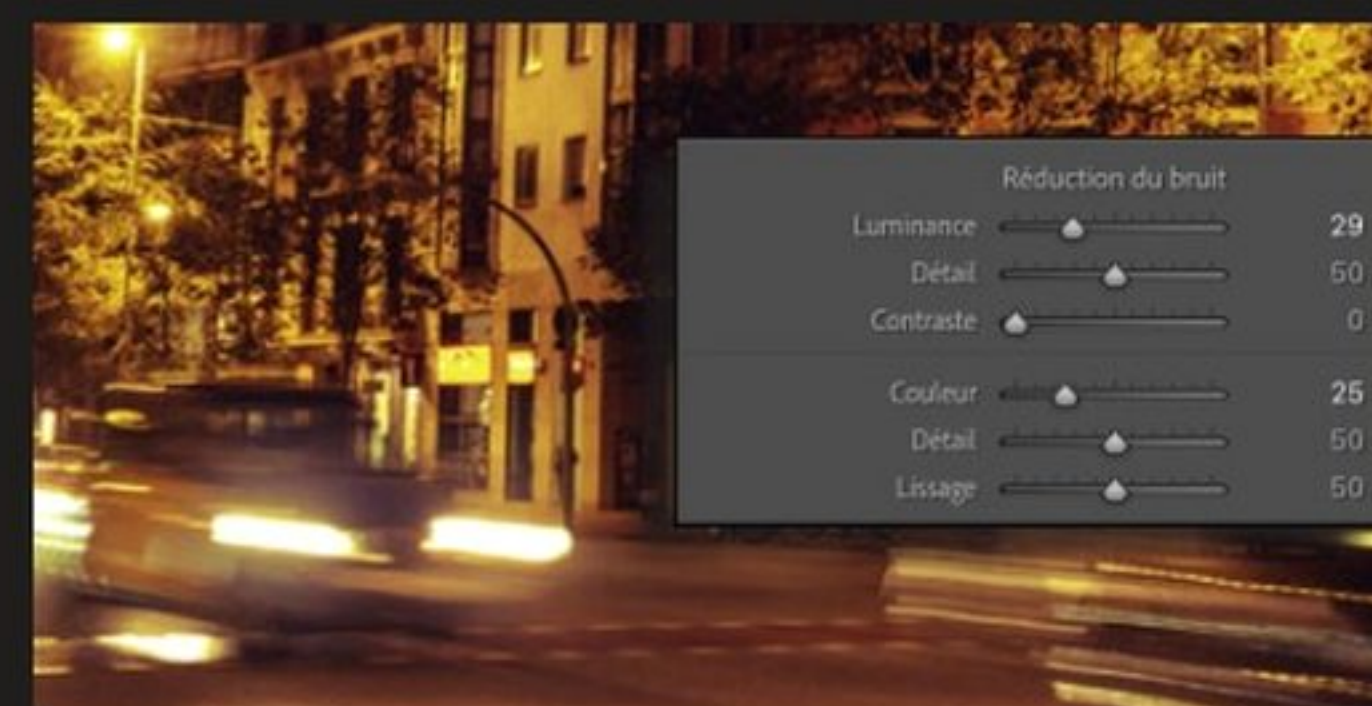 Réduction du bruit
Luminance 29
Détail 50
Contraste 0
Couleur 25
Détail 50
Lissage 50